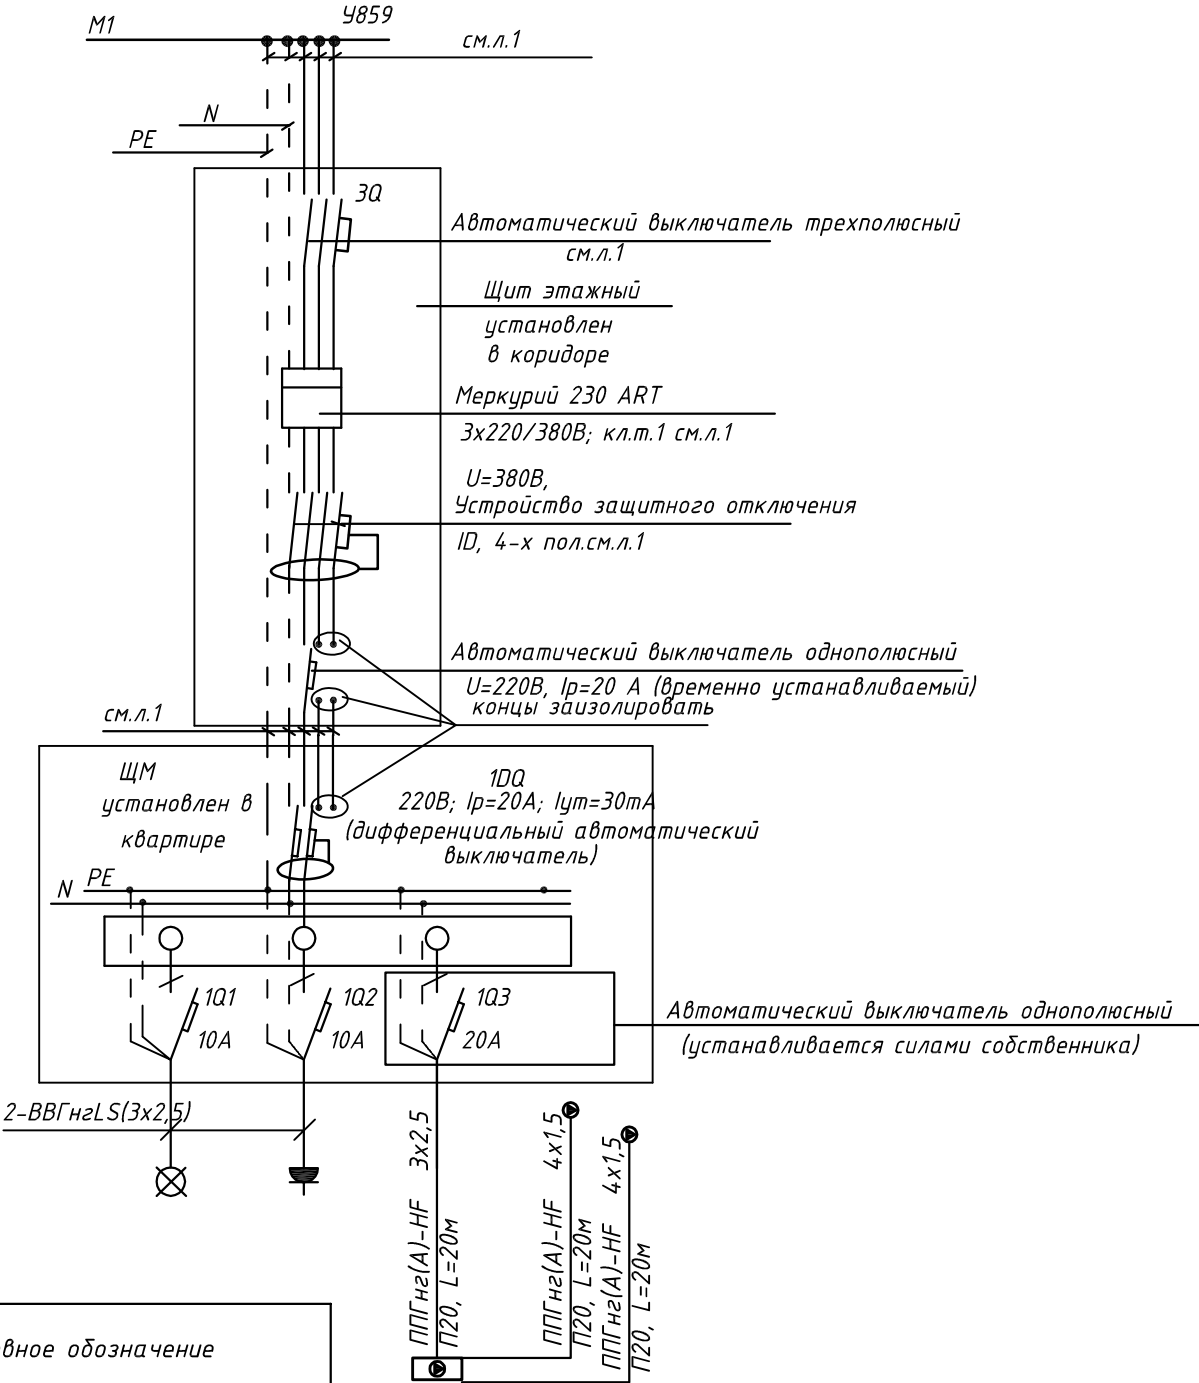 М1
У859
см.л.1
N
PE
3Q
Автоматический выключатель трехполюсный
см.л.1
Щит этажный
установлен
в коридоре
Меркурий 230 ART
3х220/380В; кл.т.1 см.л.1
U=380В,
Устройство защитного отключения
ID, 4-х пол.см.л.1
Автоматический выключатель однополюсный
U=220В, Iр=20 А (временно устанавливаемый)
концы заизолировать
см.л.1
ЩМ
установлен в
квартире
1DQ
220В; Iр=20А; Iут=30mA
(дифференциальный автоматический
выключатель)
PE
N
1Q1
10А
1Q2
10А
1Q3
20А
Автоматический выключатель однополюсный
(устанавливается силами собственника)
2-ВВГнгLS(3х2,5)
ППГнг(А)-HF 3х2,5
П20, L=20м
ППГнг(А)-HF 4х1,5
П20, L=20м
ППГнг(А)-HF 4х1,5
П20, L=20м
вное обозначение